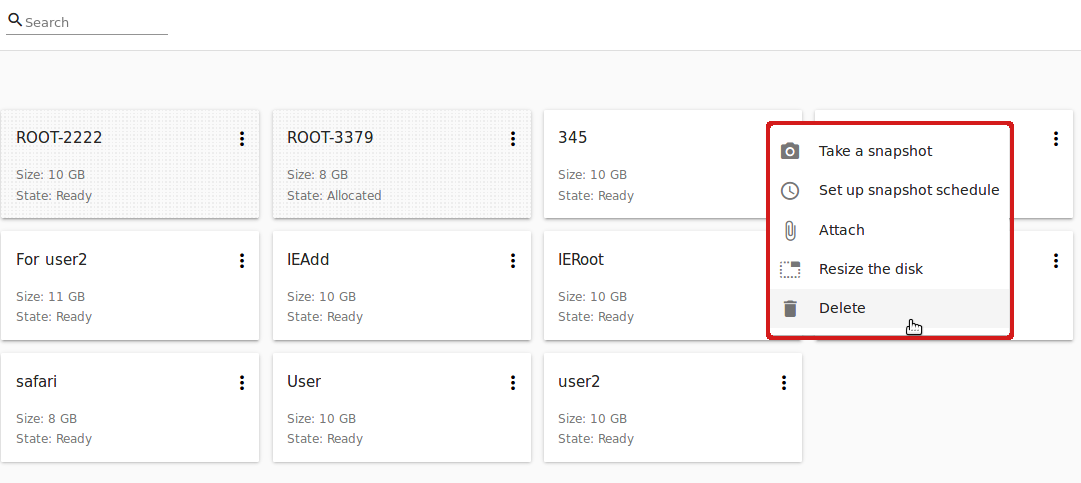 Search
ROOT-2222
Size: 10 GB
State: Ready
ROOT-3379
Size: 8 GB
State: Allocated
345
Size: 10 GB
State: Ready
Take a snapshot
Set up snapshot schedule
Attach
Resize the disk
Delete
For user2
Size: 11 GB
State: Ready
IEAdd
Size: 10 GB
State: Ready
IERoot
Size: 10 GB
State: Ready
safari
Size: 8 GB
State: Ready
User
Size: 10 GB
State: Ready
user2
Size: 10 GB
State: Ready